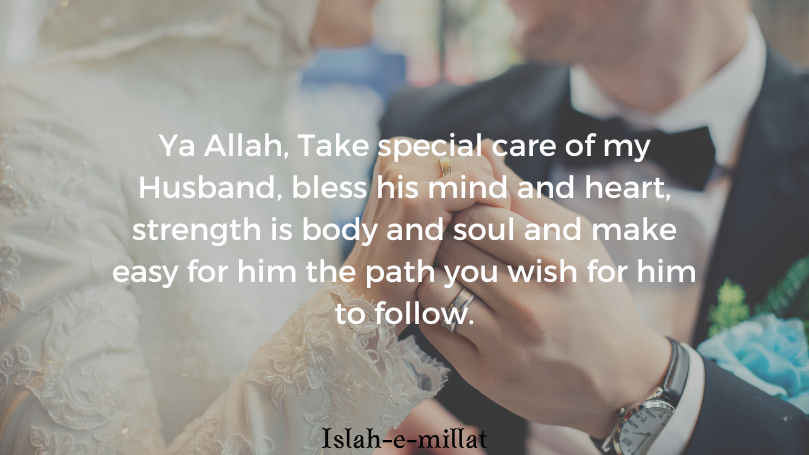 Ya Allah, Take special care of my
Husband, bless his mind and heart,
strength is body and soul and make
easy for him the path you wish for him
to follow.
Islah-e-millat